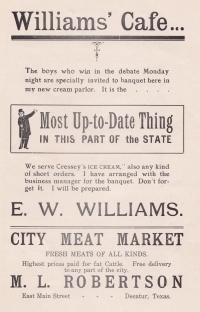 Williams' Cafe...
The boys who win in the debate Monday
night are specially invited to banquet here in
my new cream parlor. It is the . . . .
Most Up-to-Date Thing
IN THIS PART of the STATE
We serve Cressey's ICE CREAM," also any kind
of short orders. I have arranged with the
business manager for the banquet. Don't for-
get it. I will be prepared.
E. W. WILLIAMS.
CITY MEAT MARKET
FRESH MEATS OF ALL KINDS.
Highest prices paid for fat Cattle. Free delivery
to any part of the city.
M. L. ROBERTSON
East Main Street - - - Decatur, Texas.